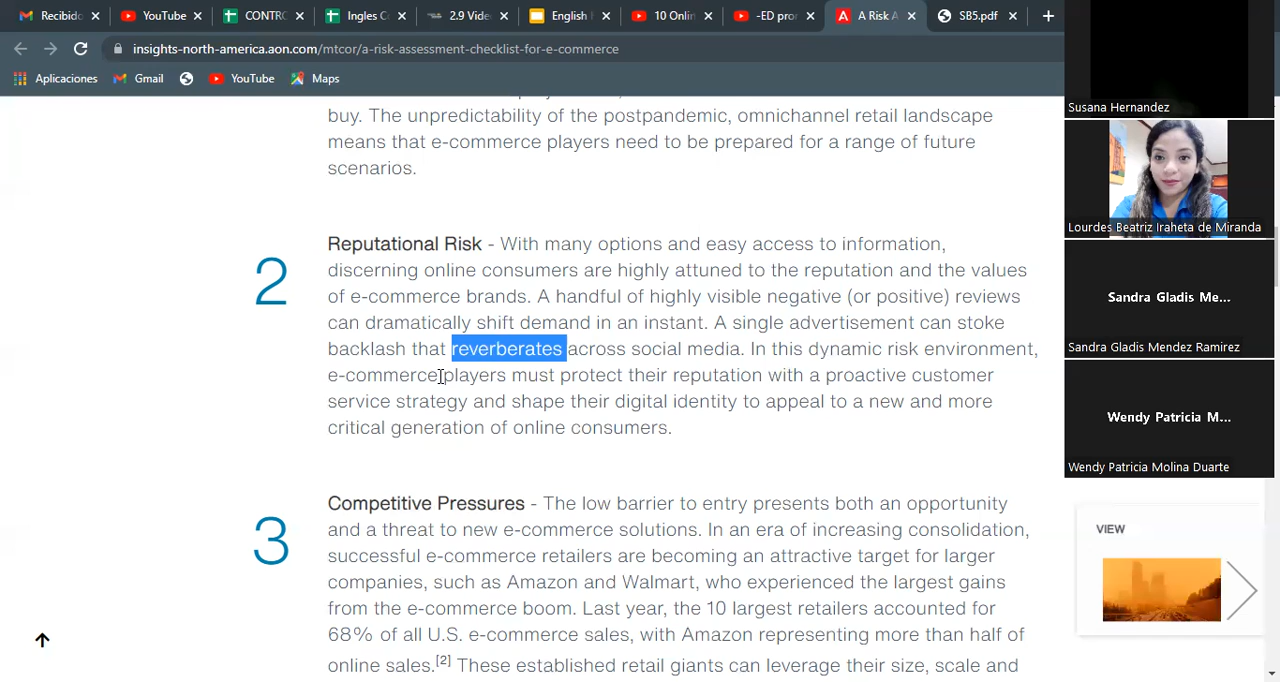 Recibido
YouTube
CONTRO
Ingles C
2.9 Vide
English
10 Onlin
-ED pro
A Risk A
SB5.pdf
insights-north-america.aon.com/mtcor/a-risk-assessment-checklist-for-e-commerce
Aplicaciones
Gmail
YouTube
Maps
buy. The unpredictability of the postpandemic, omnichannel retail landscape
means that e-commerce players need to be prepared for a range of future
scenarios.
2
Reputational Risk - With many options and easy access to information,
discerning online consumers are highly attuned to the reputation and the values
of e-commerce brands. A handful of highly visible negative (or positive) reviews
can dramatically shift demand in an instant. A single advertisement can stoke
backlash that reverberates across social media. In this dynamic risk environment,
e-commerce players must protect their reputation with a proactive customer
service strategy and shape their digital identity to appeal to a new and more
critical generation of online consumers.
3
Competitive Pressures - The low barrier to entry presents both an opportunity
and a threat to new e-commerce solutions. In an era of increasing consolidation,
successful e-commerce retailers are becoming an attractive target for larger
companies, such as Amazon and Walmart, who experienced the largest gains
from the e-commerce boom. Last year, the 10 largest retailers accounted for
68% of all U.S. e-commerce sales, with Amazon representing more than half of
online sales.[2] These established retail giants can leverage their size, scale and
Susana Hernandez
Lourdes Beatriz Iraheta de Miranda
Sandra Gladis Me...
Sandra Gladis Mendez Ramirez
Wendy Patricia M...
Wendy Patricia Molina Duarte
VIEW